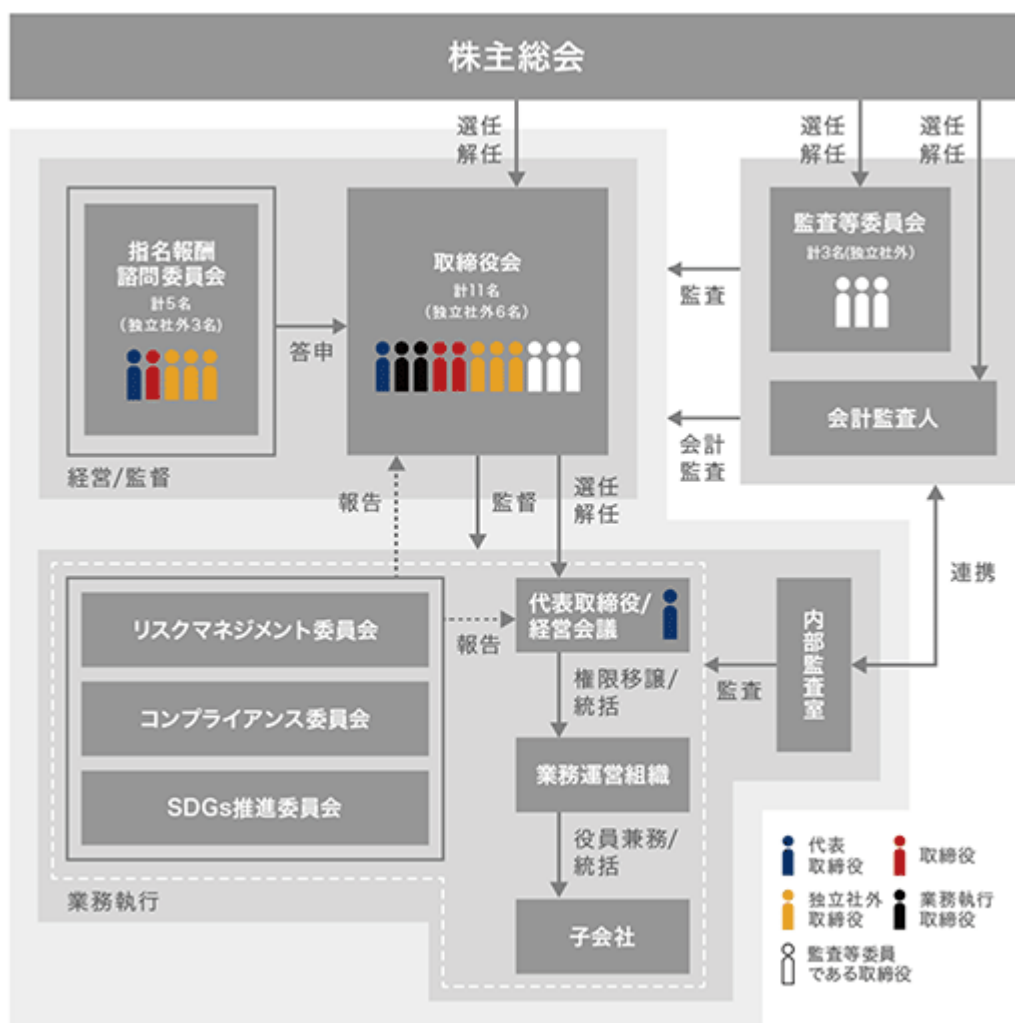 株主総会
選任
解任
選任
解任
選任
解任
指名報酬
諮問委員会
計5名
(独立社外3名)
答申
取締役会
計11名
(独立社外6名)
監査
監査等委員会
計3名(独立社外)
会計
監査
会計監査人
経営/監督
報告
監督
選任
解任
連携
リスクマネジメント委員会
コンプライアンス委員会
SDGs推進委員会
報告
代表取締役/
経営会議
権限移譲/
統括
監査
内部監査室
業務運営組織
役員兼務/
統括
子会社
業務執行
代表
取締役
取締役
独立社外
取締役
業務執行
取締役
監査等委員
である取締役